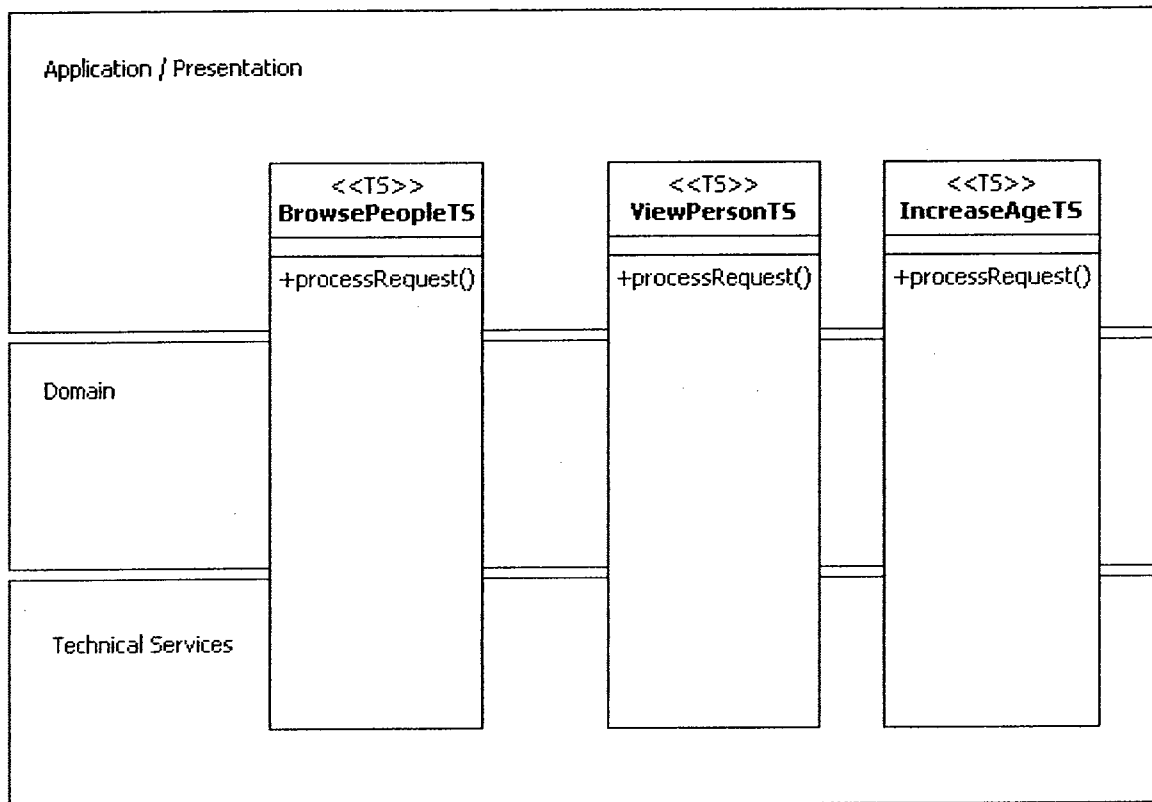 Application / Presentation
<<TS>>
BrowsePeopleTS
+processRequest()
<<TS>>
ViewPersonTS
+processRequest()
<<TS>>
IncreaseAgeTS
+processRequest()
Domain
Technical Services